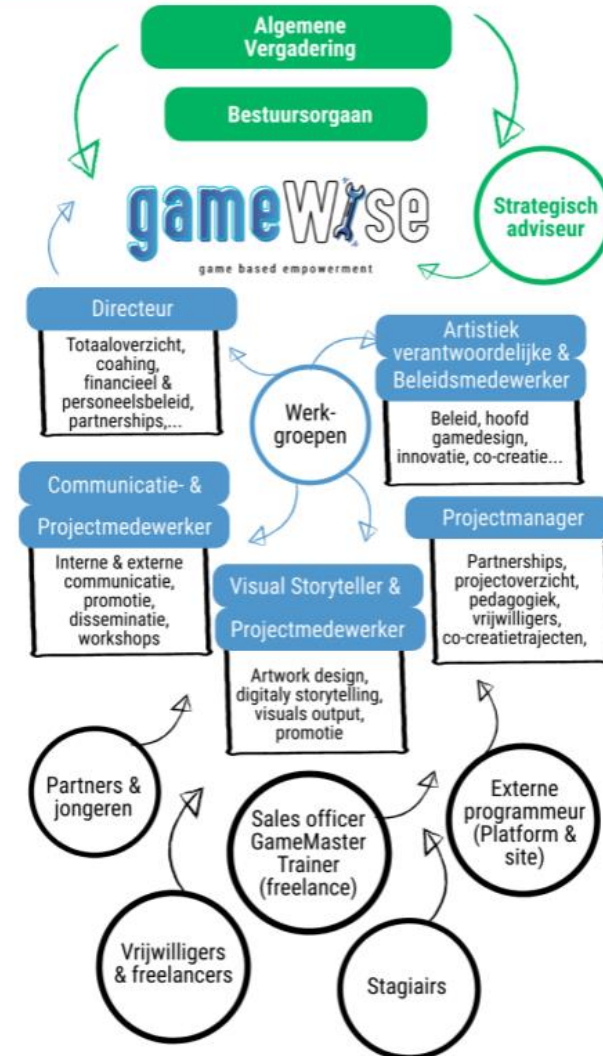 Algemene
Vergadering
Bestuursorgaan
gameWise
game based empowerment
Strategisch
adviseur
Directeur
Totaaloverzicht,
coahing,
financieel &
personeelsbeleid,
partnerships,...
Werk-
groepen
Artistiek
verantwoordelijke &
Beleidsmedewerker
Beleid, hoofd
gamedesign,
innovatie, co-creatie...
Communicatie- &
Projectmedewerker
Interne & externe
communicatie,
promotie,
disseminatie,
workshops
Visual Storyteller &
Projectmedewerker
Artwork design,
digitaly storytelling,
visuals output,
promotie
Projectmanager
Partnerships,
projectoverzicht,
pedagogiek,
vrijwilligers,
co-creatietrajecten,
Partners &
jongeren
Vrijwilligers
& freelancers
Sales officer
GameMaster
Trainer
(freelance)
Stagiairs
Externe
programmeur
(Platform &
site)